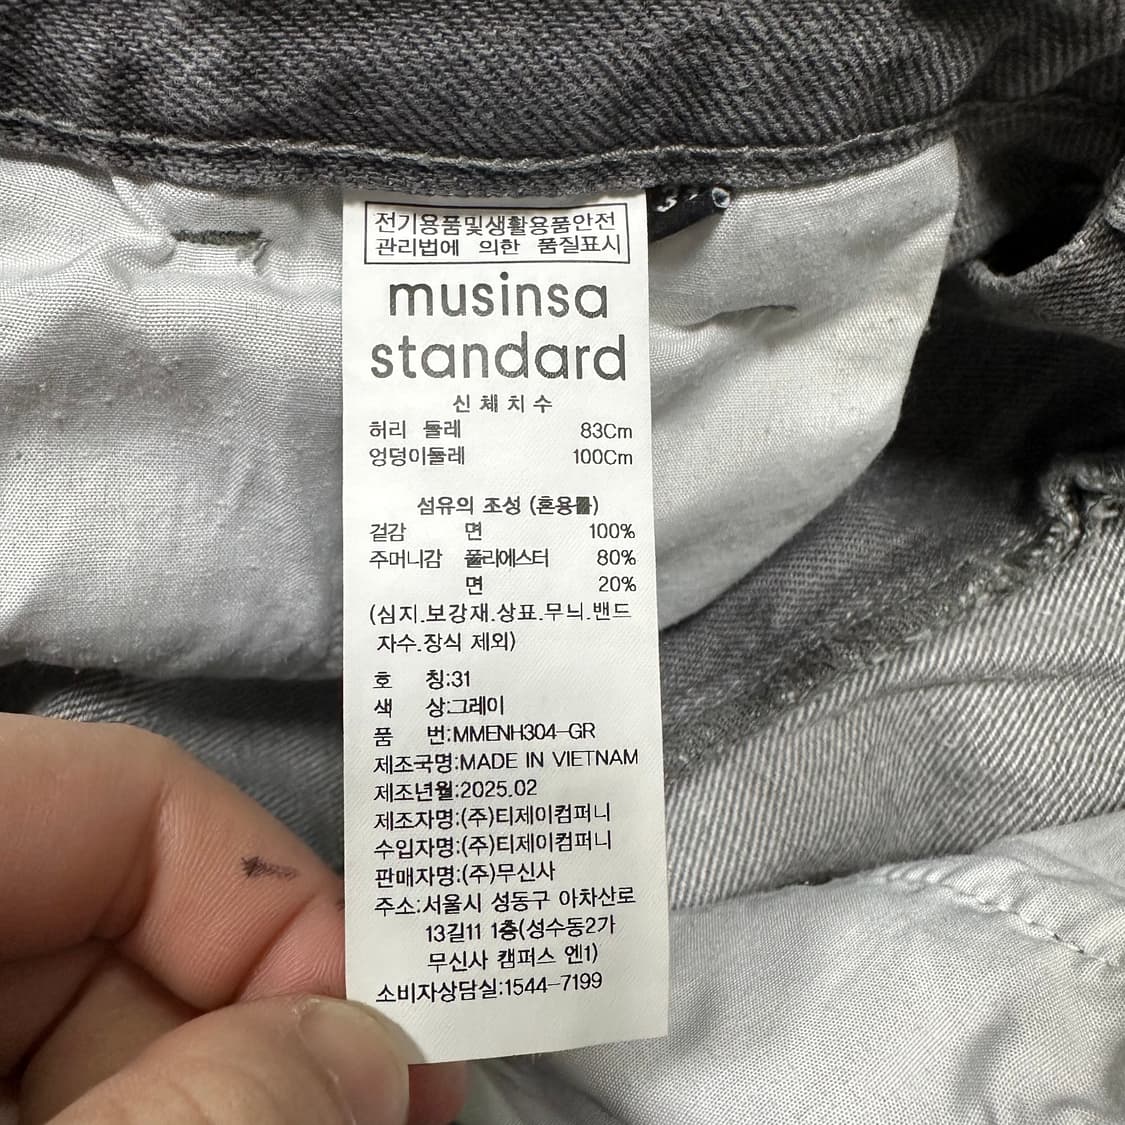 전기용품및생활용품안전
관리법에 의한 품질표시
musinsa
standard
신체치수
허리 둘레 83Cm
엉덩이둘레 100Cm
섬유의 조성 (혼용률)
겉감 면 100%
주머니감 폴리에스터 80%
면 20%
(심지.보강재.상표.무늬.밴드
자수.장식 제외)
호 칭:31
색 상:그레이
품 번:MMENH304-GR
제조국명:MADE IN VIETNAM
제조년월:2025.02
제조자명:(주)티제이컴퍼니
수입자명:(주)티제이컴퍼니
판매자명:(주)무신사
주소:서울시 성동구 아차산로
13길11 1층(성수동2가
무신사 캠퍼스 엔1)
소비자상담실:1544-7199